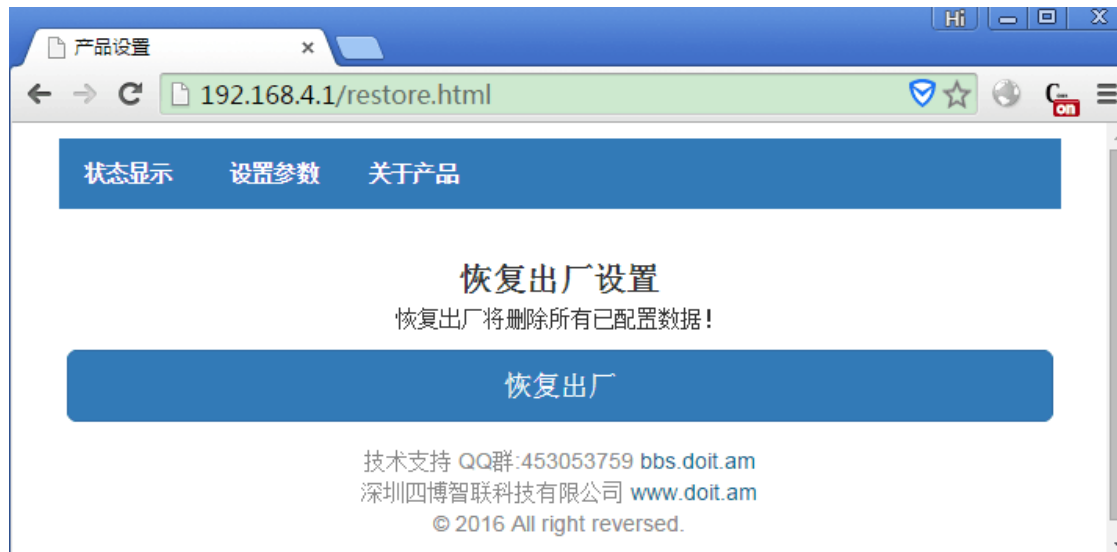 Hi
产品设置
192.168.4.1/restore.html
on
状态显示 设置参数 关于产品
恢复出厂设置
恢复出厂将删除所有已配置数据!
恢复出厂
技术支持 QQ群:453053759 bbs.doit.am
深圳四博智联科技有限公司 www.doit.am
© 2016 All right reversed.